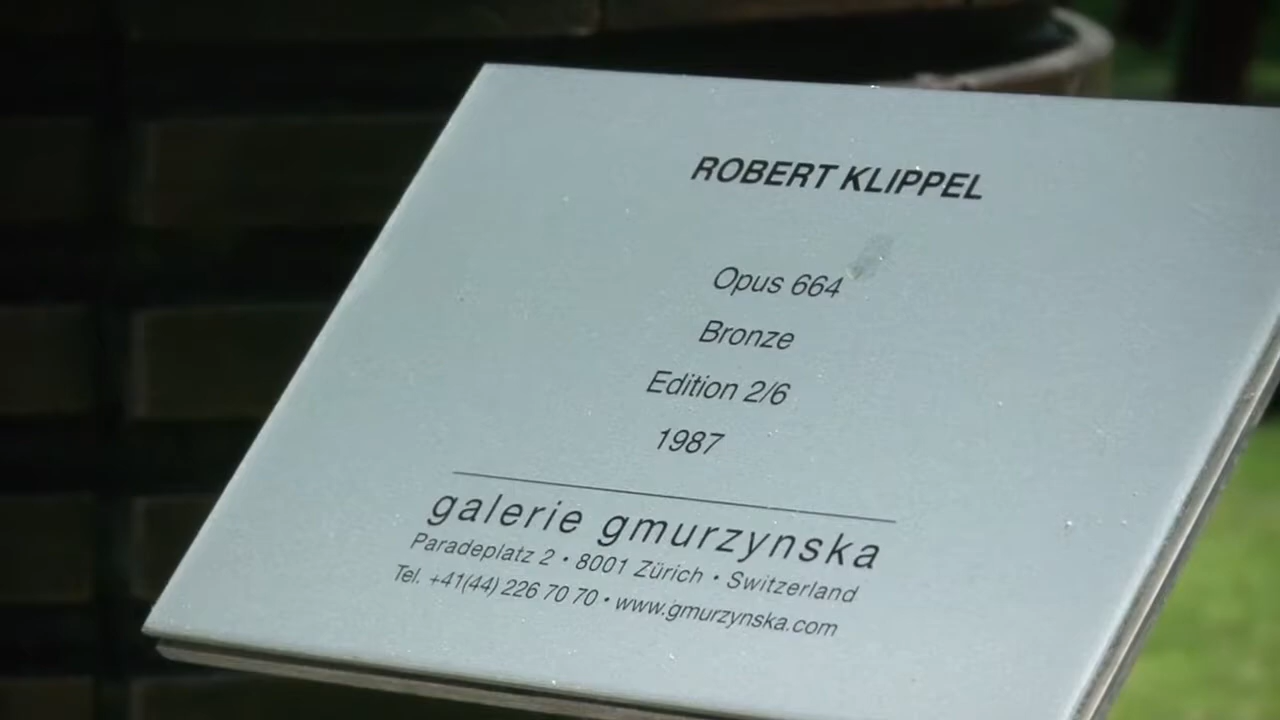 ROBERT KLIPPEL
Opus 664
Bronze
Edition 2/6
1987
galerie gmurzynska
Paradeplatz 2 • 8001 Zürich • Switzerland
Tel. +41(44) 226 70 70 • www.gmurzynska.com